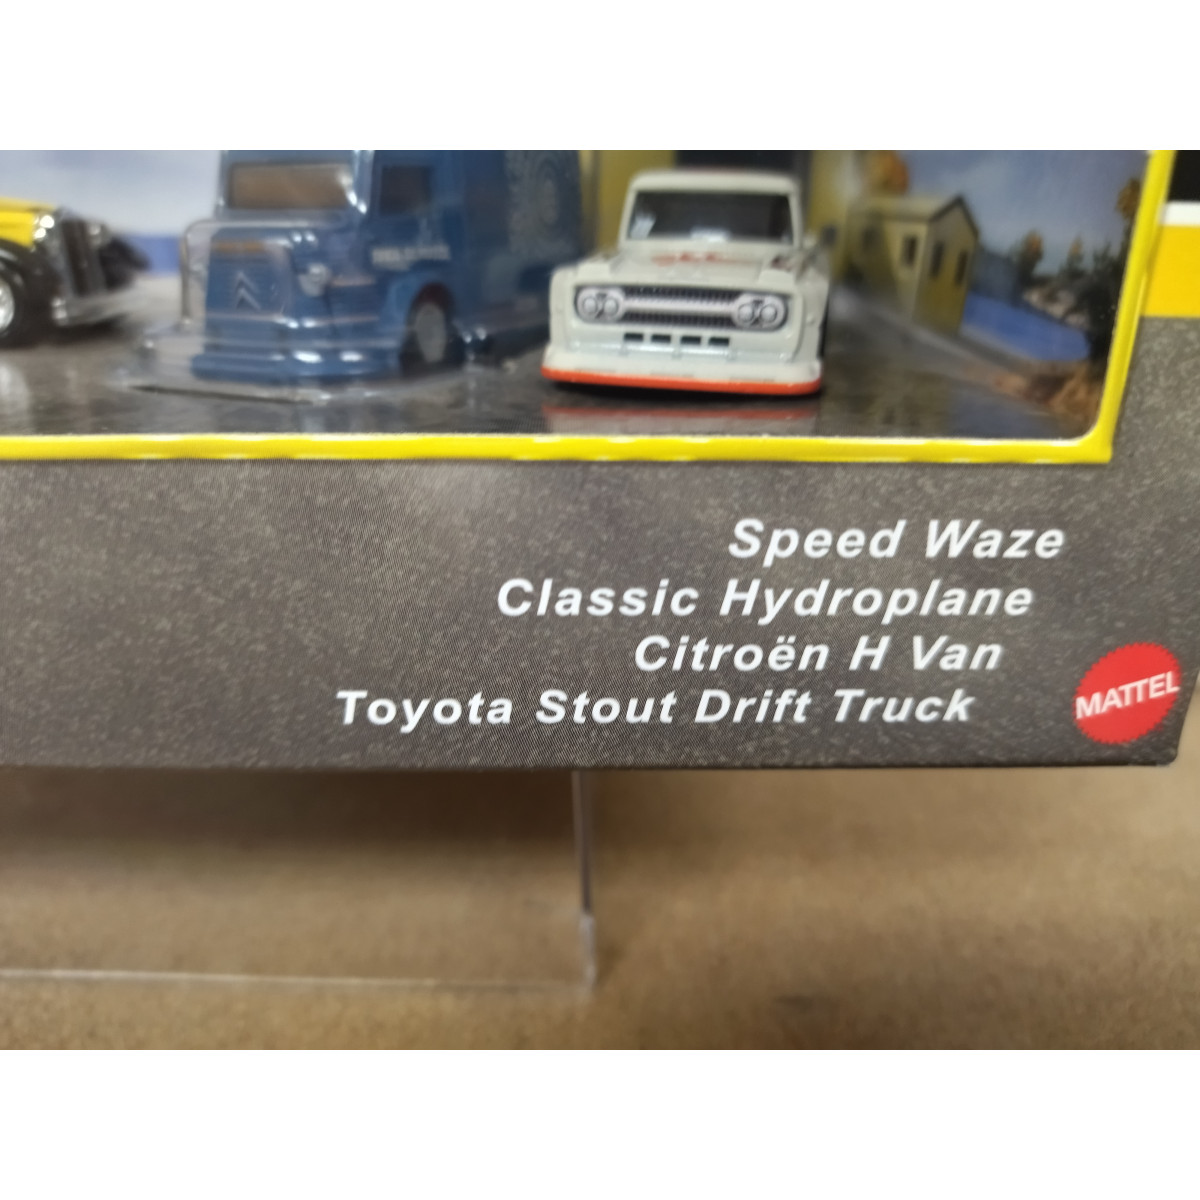 Speed Waze
Classic Hydroplane
Citroën H Van
Toyota Stout Drift Truck
MATTEL